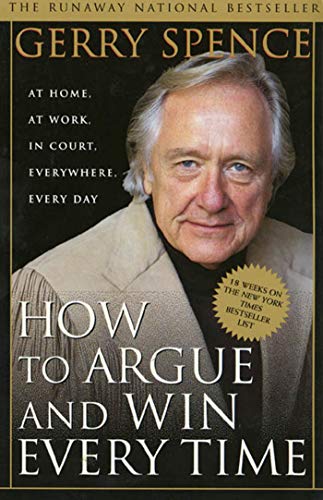 THE RUNAWAY NATIONAL BESTSELLER
GERRY SPENCE
AT HOME,
AT WORK,
IN COURT,
EVERYWHERE,
EVERY DAY
18 WEEKS ON
THE NEW YORK
TIMES
BESTSELLER
LIST
HOW
TO ARGUE
AND WIN
EVERY TIME